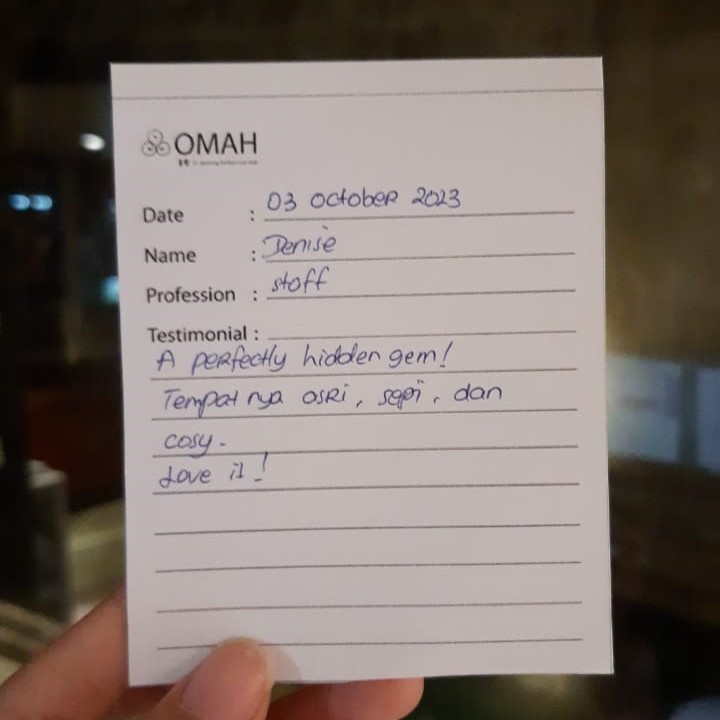 OMAH
Date : 03 October 2023
Name : Denise
Profession : staff
Testimonial :
A perfectly hidden gem!
Tempat nya asri, sepi, dan
cosy.
Love it!